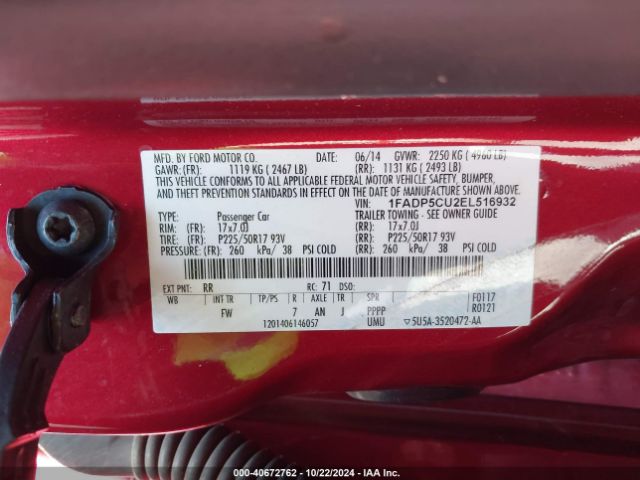 MFD. BY FORD MOTOR CO. DATE: 06/14 GVWR: 2250 KG ( 4960 LB)
GAWR:(FR): 1119 KG ( 2467 LB) (RR): 1131 KG ( 2493 LB)
THIS VEHICLE CONFORMS TO ALL APPLICABLE FEDERAL MOTOR VEHICLE SAFETY, BUMPER,
AND THEFT PREVENTION STANDARDS IN EFFECT ON THE DATE OF MANUFACTURE SHOWN ABOVE.
VIN: 1FADP5CU2EL516932
TYPE: Passenger Car TRAILER TOWING - SEE OWNER GUIDE
RIM: (FR): 17x7.0J (RR): 17x7.0J
TIRE: (FR): P225/50R17 93V (RR): P225/50R17 93V
PRESSURE: (FR): 260 kPa/ 38 PSI COLD (RR): 260 kPa/ 38 PSI COLD
EXT PNT: RR RC: 71 DSO:
WB INT TR TP/PS R AXLE TR SPR F0117
FW 7 AN J PPPP R0121
1201406146057 UMU ▽5U5A-3520472-AA
000-40672762 - 10/22/2024 - IAA Inc.